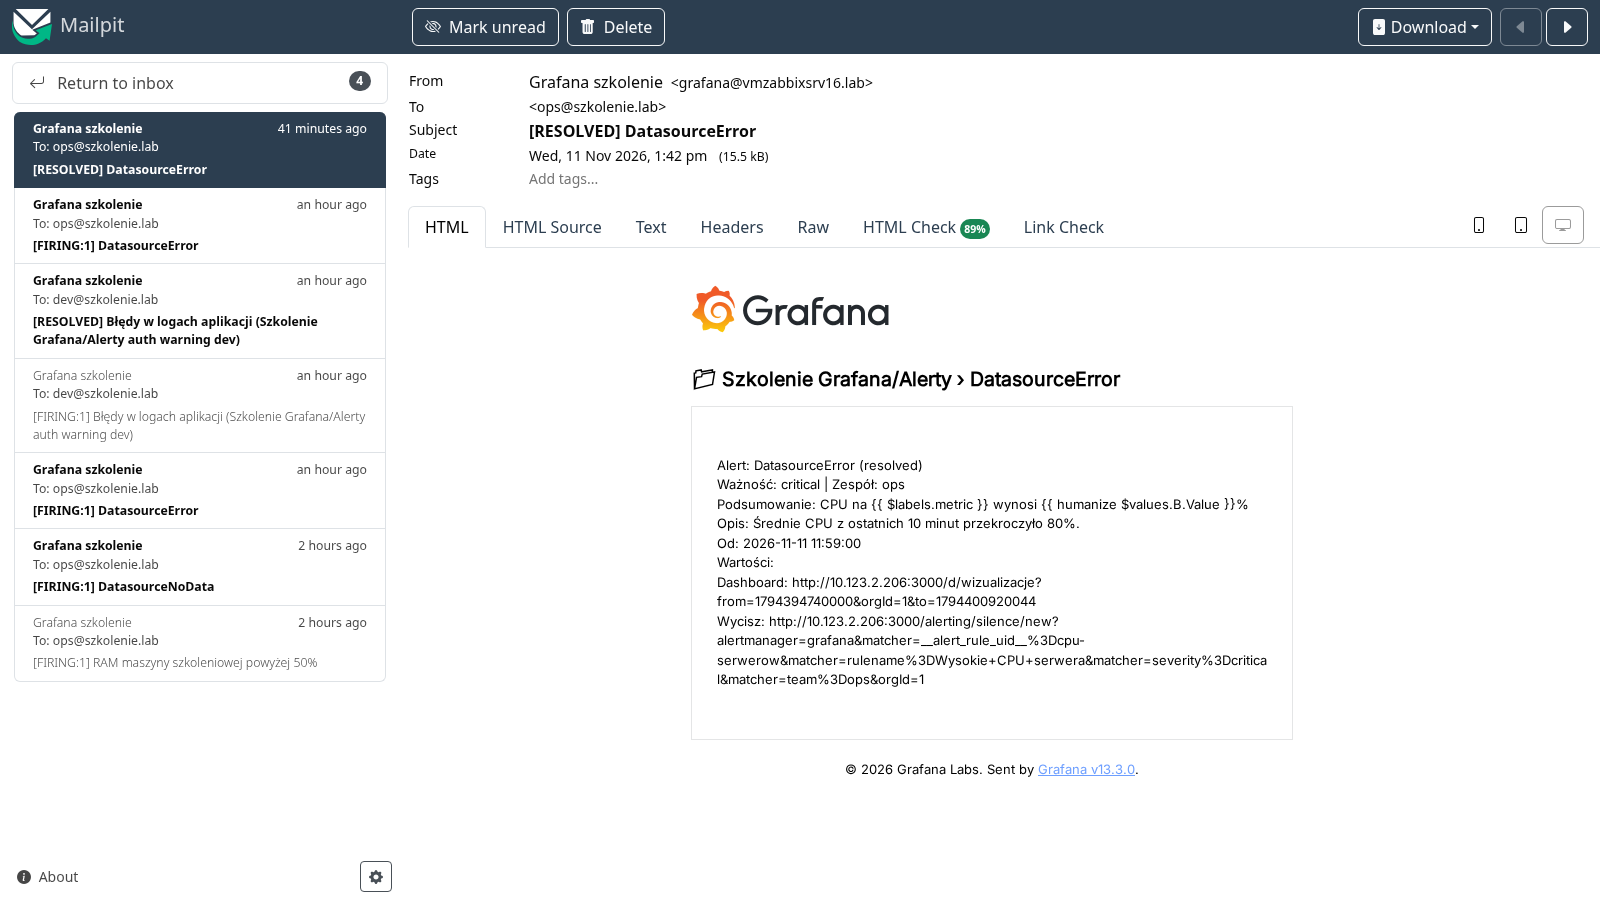 Mailpit
Mark unread
Delete
Download
Return to inbox
4
Grafana szkolenie
41 minutes ago
To: ops@szkolenie.lab
[RESOLVED] DatasourceError
Grafana szkolenie
an hour ago
To: ops@szkolenie.lab
[FIRING:1] DatasourceError
Grafana szkolenie
an hour ago
To: dev@szkolenie.lab
[RESOLVED] Błędy w logach aplikacji (Szkolenie
Grafana/Alerty auth warning dev)
Grafana szkolenie
an hour ago
To: dev@szkolenie.lab
[FIRING:1] Błędy w logach aplikacji (Szkolenie Grafana/Alerty
auth warning dev)
Grafana szkolenie
an hour ago
To: ops@szkolenie.lab
[FIRING:1] DatasourceError
Grafana szkolenie
2 hours ago
To: ops@szkolenie.lab
[FIRING:1] DatasourceNoData
Grafana szkolenie
2 hours ago
To: ops@szkolenie.lab
[FIRING:1] RAM maszyny szkoleniowej powyżej 50%
About
From Grafana szkolenie <grafana@vmzabbixsrv16.lab>
To <ops@szkolenie.lab>
Subject [RESOLVED] DatasourceError
Date Wed, 11 Nov 2026, 1:42 pm (15.5 kB)
Tags Add tags...
HTML HTML Source Text Headers Raw HTML Check 89% Link Check
Grafana
Szkolenie Grafana/Alerty › DatasourceError
Alert: DatasourceError (resolved)
Ważność: critical | Zespół: ops
Podsumowanie: CPU na {{ $labels.metric }} wynosi {{ humanize $values.B.Value }}%
Opis: Średnie CPU z ostatnich 10 minut przekroczyło 80%.
Od: 2026-11-11 11:59:00
Wartości:
Dashboard: http://10.123.2.206:3000/d/wizualizacje?
from=1794394740000&orgId=1&to=1794400920044
Wycisz: http://10.123.2.206:3000/alerting/silence/new?
alertmanager=grafana&matcher=__alert_rule_uid__%3Dcpu-
serwerow&matcher=rulename%3DWysokie+CPU+serwera&matcher=severity%3Dcritica
l&matcher=team%3Dops&orgId=1
© 2026 Grafana Labs. Sent by Grafana v13.3.0.